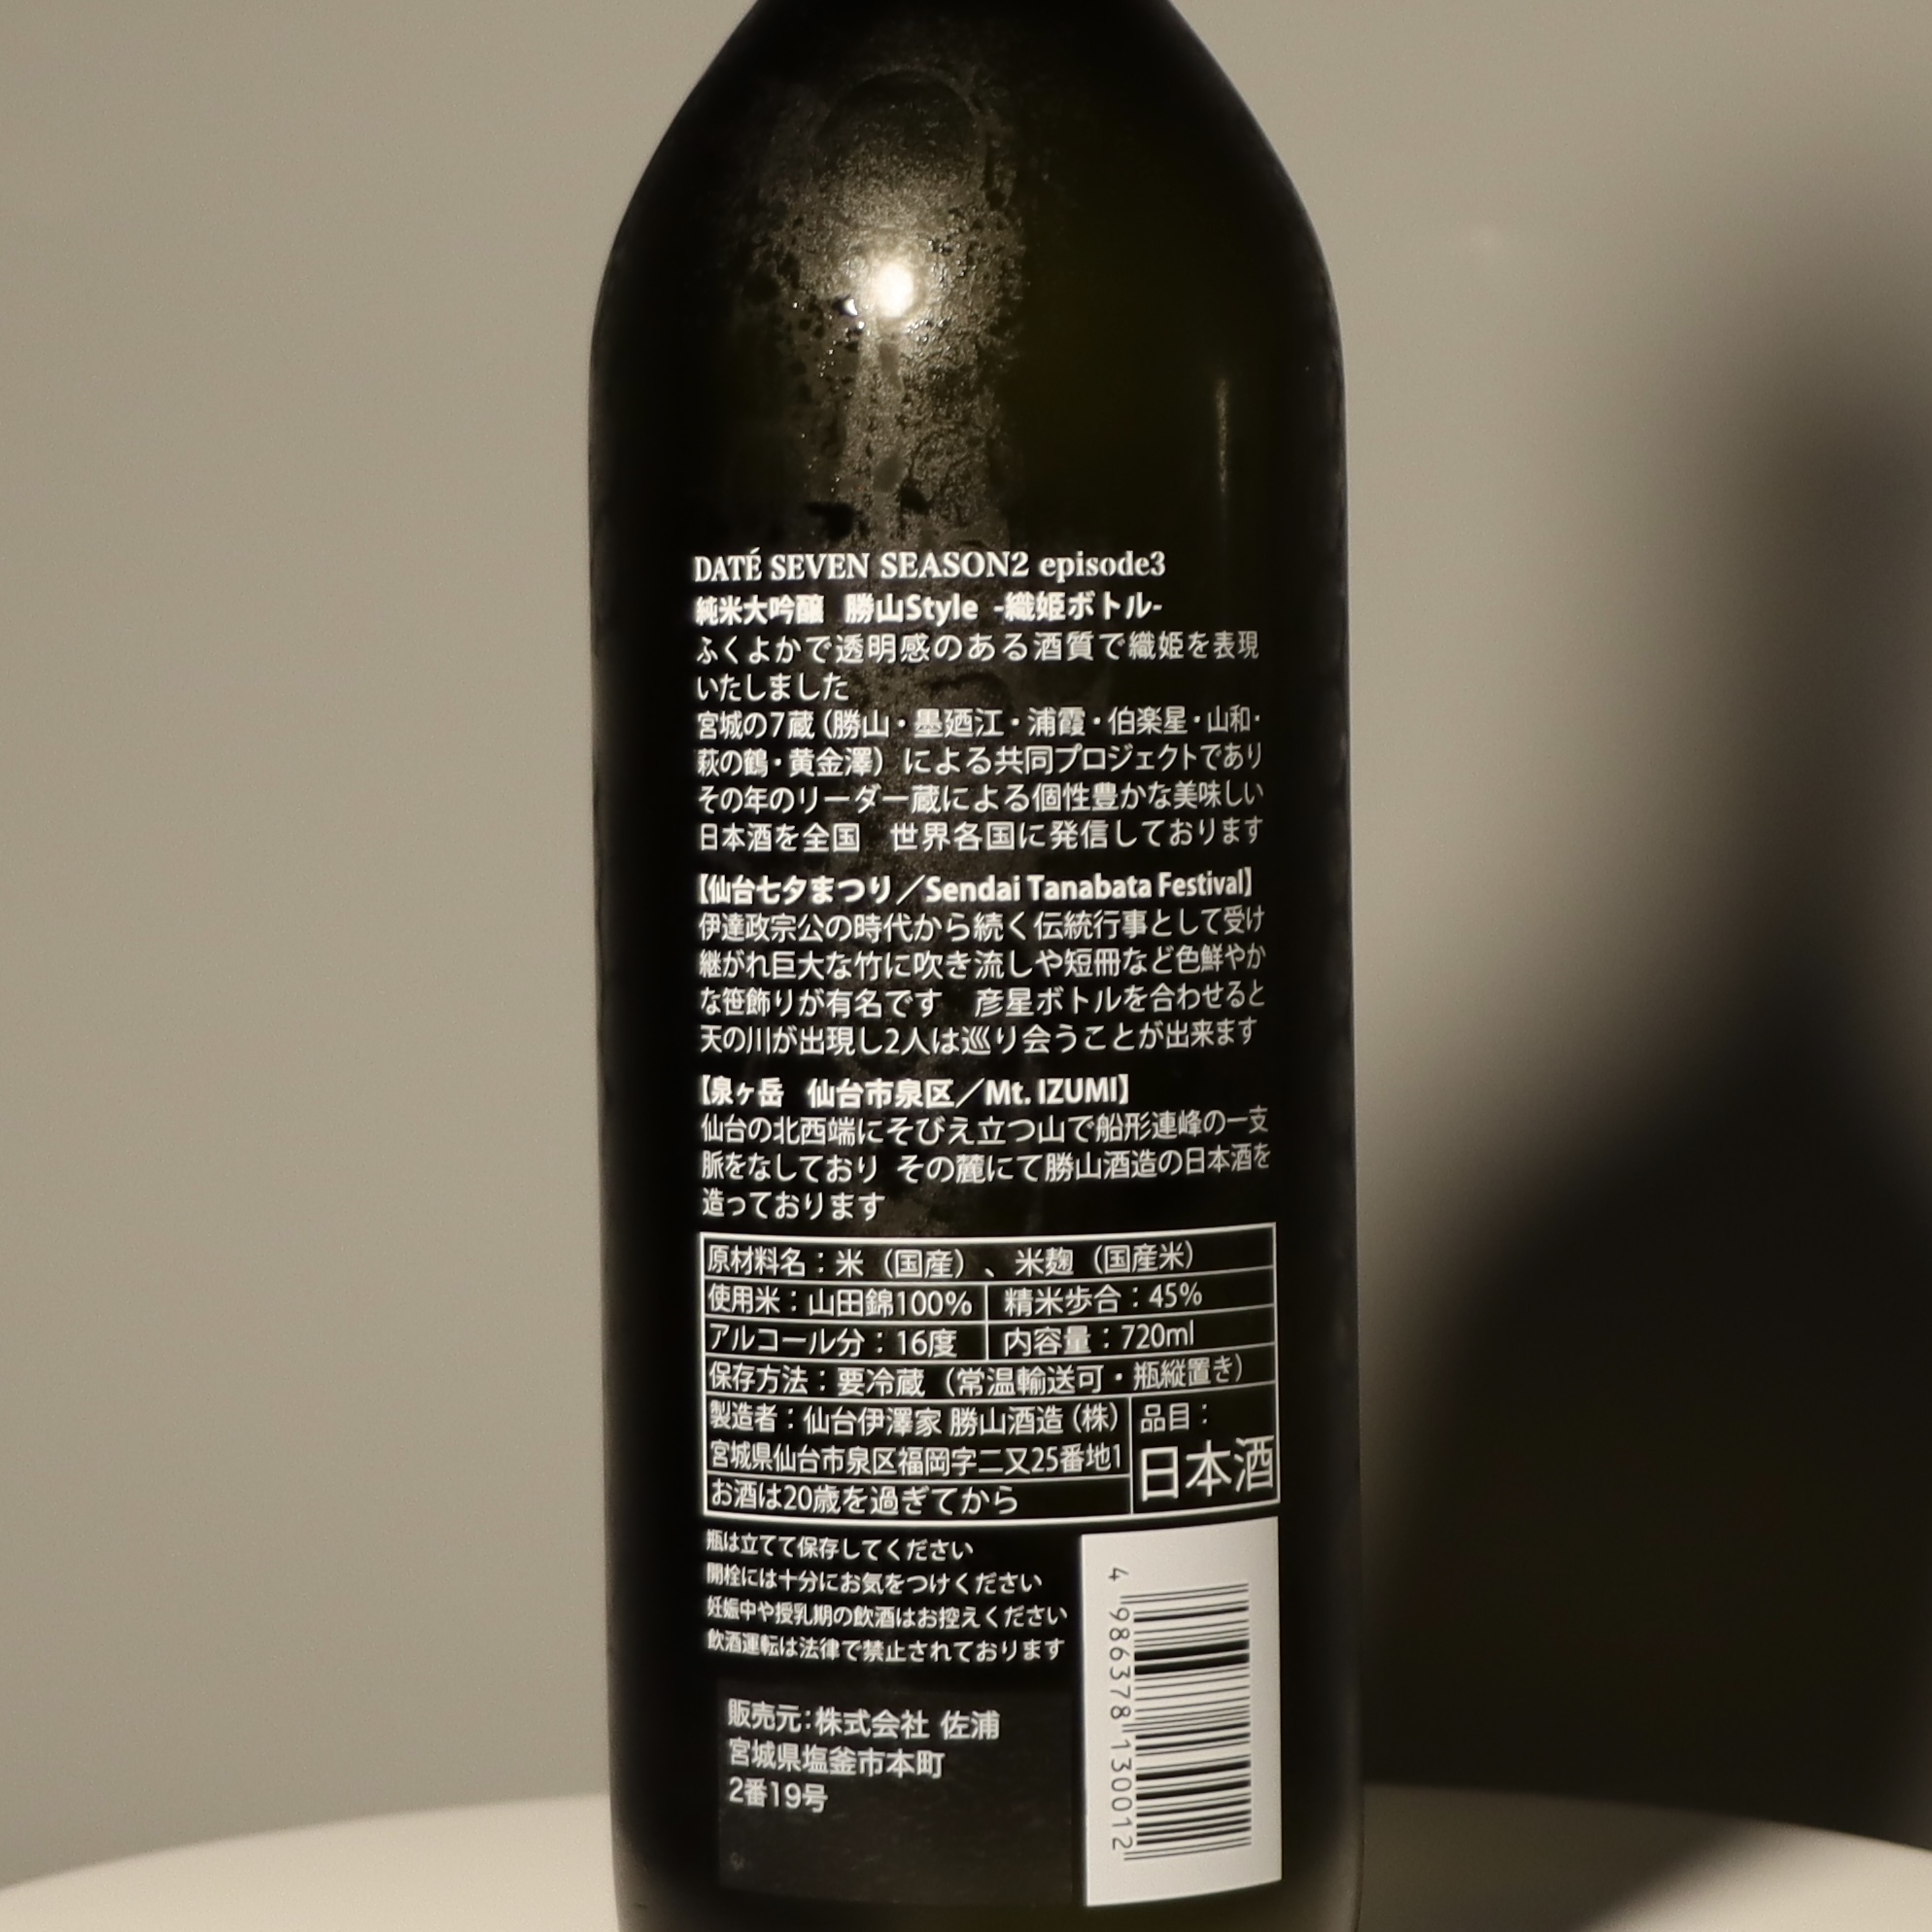 DATÉ SEVEN SEASON2 episode3
純米大吟醸 勝山Style -織姫ボトル-
ふくよかで透明感のある酒質で織姫を表現
いたしました
宮城の7蔵(勝山・墨廼江・浦霞・伯楽星・山和・
萩の鶴・黄金澤)による共同プロジェクトであり
その年のリーダー蔵による個性豊かな美味しい
日本酒を全国 世界各国に発信しております
【仙台七夕まつり/Sendai Tanabata Festival】
伊達政宗公の時代から続く伝統行事として受け
継がれ巨大な竹に吹き流しや短冊など色鮮やか
な笹飾りが有名です 彦星ボトルを合わせると
天の川が出現し2人は巡り会うことが出来ます
【泉ヶ岳 仙台市泉区/Mt. IZUMI】
仙台の北西端にそびえ立つ山で船形連峰の一支
脈をなしており その麓にて勝山酒造の日本酒を
造っております
原材料名:米(国産)、米麹(国産米)
使用米:山田錦100% 精米歩合:45%
アルコール分:16度 内容量:720ml
保存方法:要冷蔵(常温輸送可・瓶縦置き)
製造者:仙台伊澤家 勝山酒造(株)
宮城県仙台市泉区福岡字二又25番地1
お酒は20歳を過ぎてから
品目:
日本酒
瓶は立てて保存してください
開栓には十分にお気をつけください
妊娠中や授乳期の飲酒はお控えください
飲酒運転は法律で禁止されております
販売元:株式会社 佐浦
宮城県塩釜市本町
2番19号
4 986378 130012